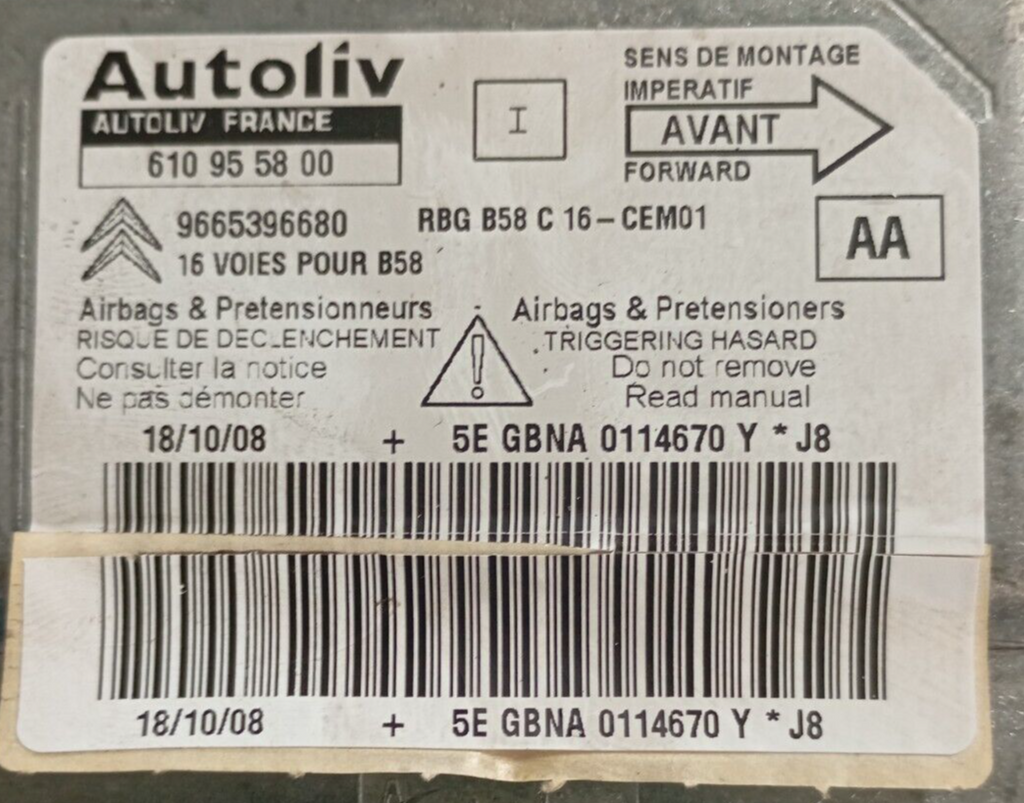 Autoliv
AUTOLIV FRANCE
610 95 58 00
I
SENS DE MONTAGE
IMPERATIF
AVANT
FORWARD
9665396680 RBG B58 C 16-CEM01
16 VOIES POUR B58
AA
Airbags & Pretensionneurs
RISQUE DE DECLENCHEMENT
Consulter la notice
Ne pas démonter
!
Airbags & Pretensioners
TRIGGERING HASARD
Do not remove
Read manual
18/10/08 + 5E GBNA 0114670 Y * J8
18/10/08 + 5E GBNA 0114670 Y * J8